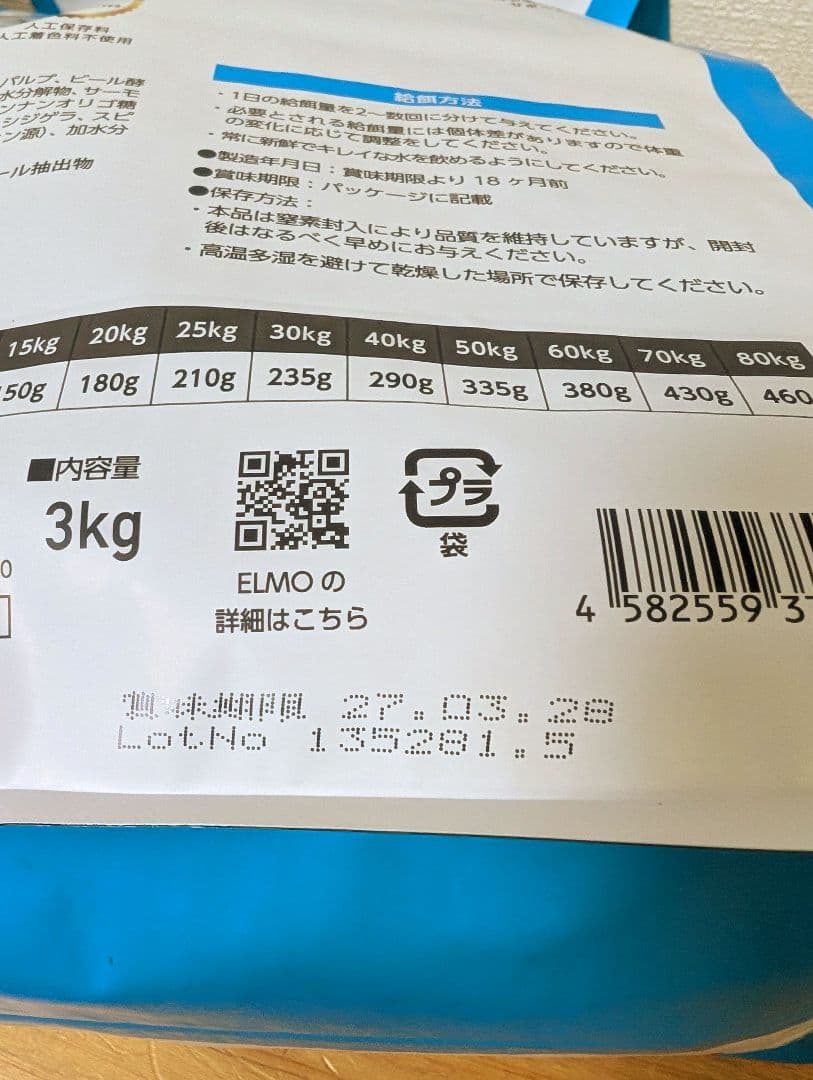 人工保存料
人工着色料不使用
パルプ、ビール酵
水分解物、サーモ
ンナンオリゴ糖
シジゲラ、スピ
ン源)、加水分
ール抽出物
給餌方法
・1日の給餌量を2〜数回に分けて与えてください。
・必要とされる給餌量には個体差がありますので体重
の変化に応じて調整をしてください。
・常に新鮮でキレイな水を飲めるようにしてください。
●製造年月日：賞味期限より 18 ヶ月前
●賞味期限：パッケージに記載
●保存方法：
・本品は窒素封入により品質を維持していますが、開封
後はなるべく早めにお与えください。
・高温多湿を避けて乾燥した場所で保存してください。
15kg 20kg 25kg 30kg 40kg 50kg 60kg 70kg 80kg
50g 180g 210g 235g 290g 335g 380g 430g 460
■内容量
3kg
プラ
袋
ELMO の
詳細はこちら
4 582559 3
賞味期限 27.03.28
LotNo 135281.5